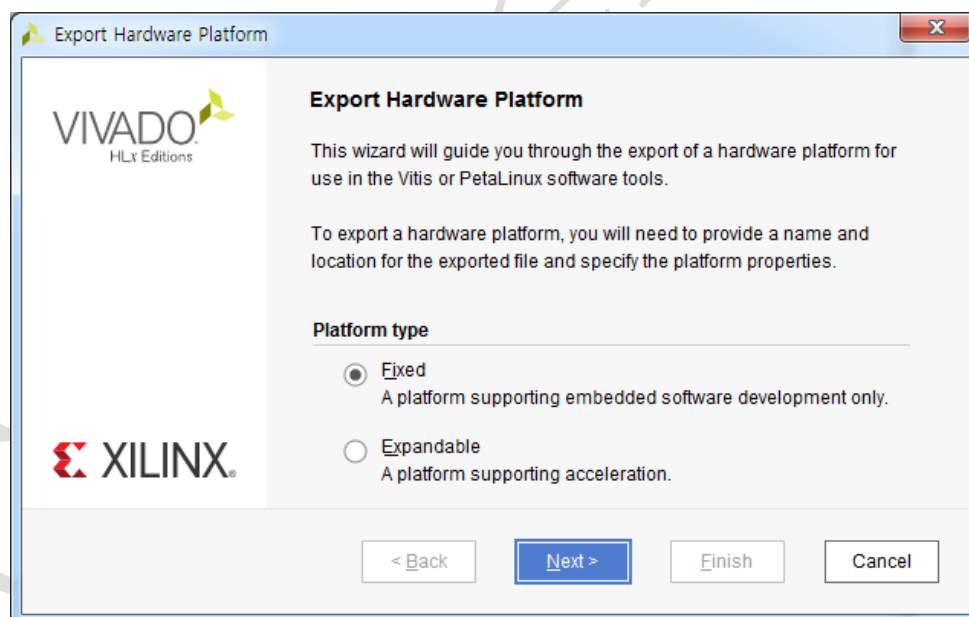 Export Hardware Platform
VIVADO.
HLx Editions
Export Hardware Platform
This wizard will guide you through the export of a hardware platform for
use in the Vitis or PetaLinux software tools.
To export a hardware platform, you will need to provide a name and
location for the exported file and specify the platform properties.
Platform type
Fixed
A platform supporting embedded software development only.
Expandable
A platform supporting acceleration.
XILINX.
< Back
Next >
Finish
Cancel